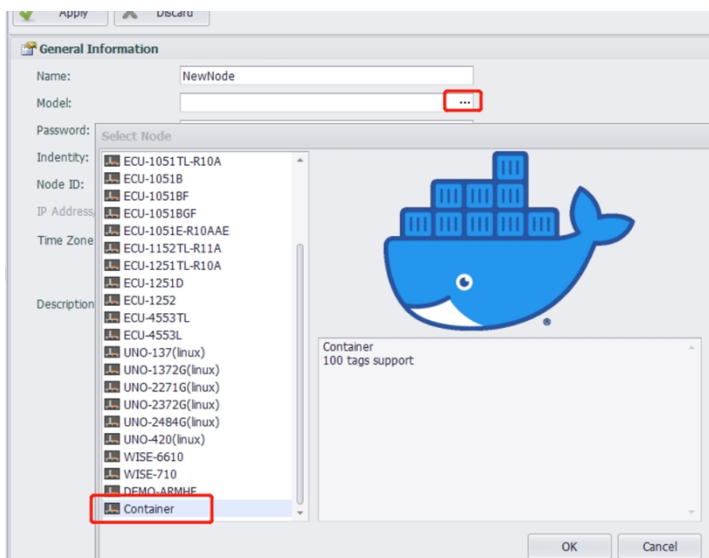 Apply
Discard
General Information
Name:
NewNode
Model:
...
Password:
Select Node
Indentity:
Node ID:
IP Address
Time Zone
Description
ECU-1051TL-R10A
ECU-1051B
ECU-1051BF
ECU-1051BGF
ECU-1051E-R10AAE
ECU-1152TL-R11A
ECU-1251TL-R10A
ECU-1251D
ECU-1252
ECU-4553TL
ECU-4553L
UNO-137(linux)
UNO-1372G(linux)
UNO-2271G(linux)
UNO-2372G(linux)
UNO-2484G(linux)
UNO-420(linux)
WISE-6610
WISE-710
DEMO-ARMHF
Container
®
Container
100 tags support
OK
Cancel